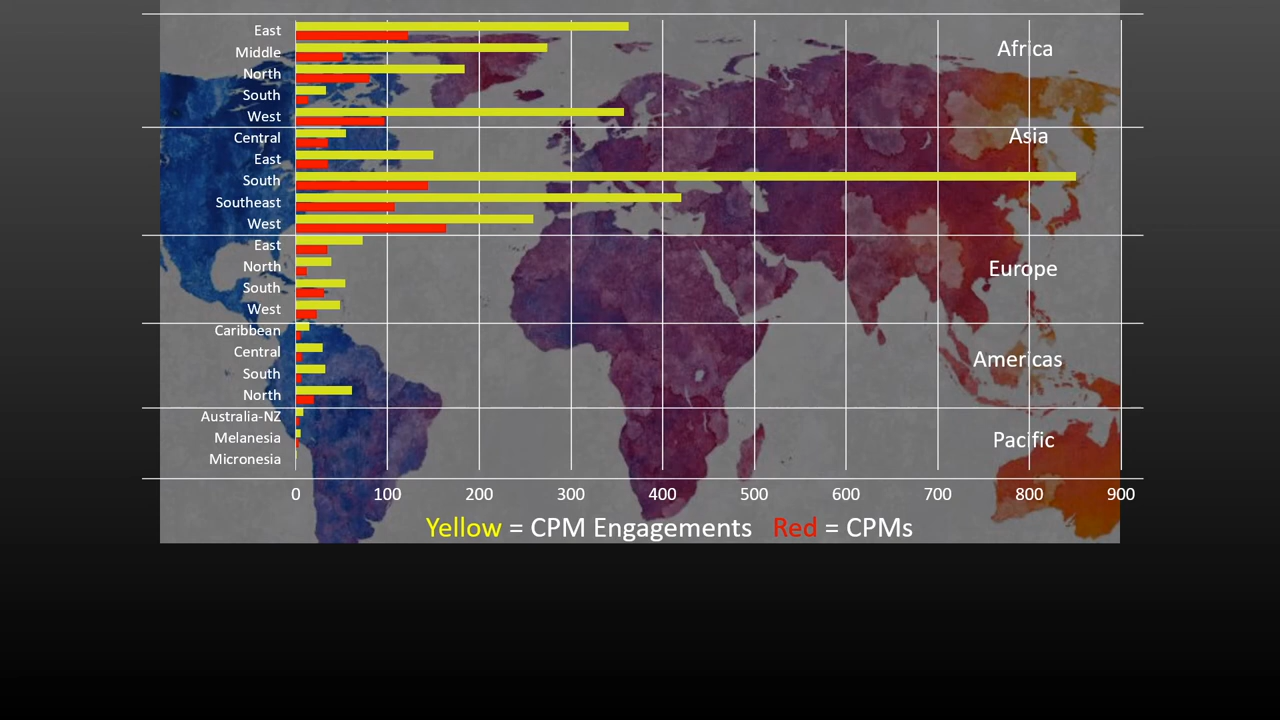 East
Middle
North
South
West
Africa
Central
East
South
Southeast
West
Asia
East
North
South
West
Europe
Caribbean
Central
South
North
Americas
Australia-NZ
Melanesia
Micronesia
Pacific
0 100 200 300 400 500 600 700 800 900
Yellow = CPM Engagements Red = CPMs